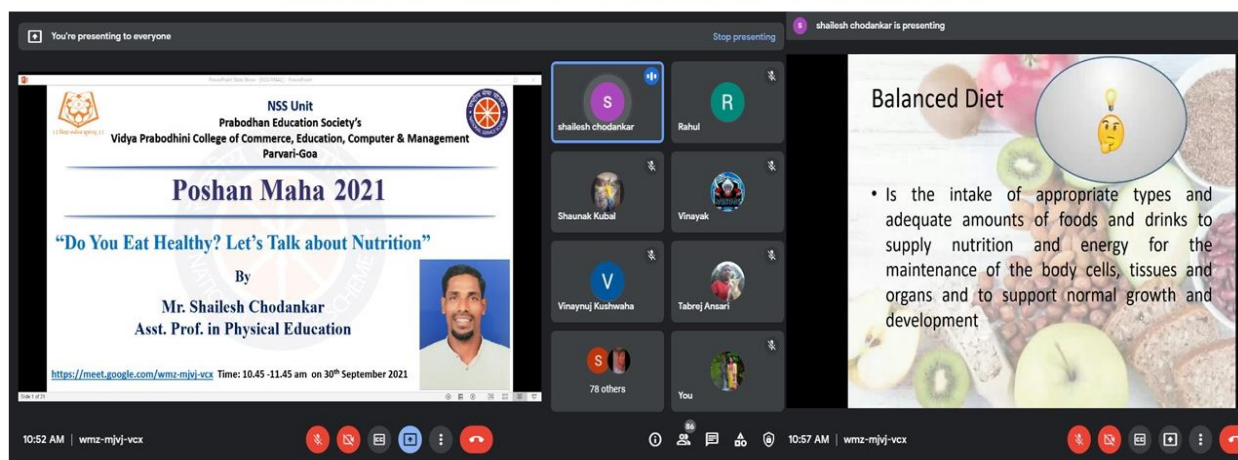 You're presenting to everyone
Stop presenting
NSS Unit
Prabodhan Education Society's
Vidya Prabodhini College of Commerce, Education, Computer & Management
Parvari-Goa
Poshan Maha 2021
“Do You Eat Healthy? Let's Talk about Nutrition”
By
Mr. Shailesh Chodankar
Asst. Prof. in Physical Education
https://meet.google.com/wmz-mjvj-vcx Time: 10.45 -11.45 am on 30th September 2021
Slide 1 of 21
10:52 AM | wmz-mjvj-vcx
S
shailesh chodankar
R
Rahul
Shaunak Kubal
Vinayak
V
Vinaynuj Kushwaha
Tabrej Ansari
S
78 others
You
86
s
shailesh chodankar is presenting
Balanced Diet
• Is the intake of appropriate types and
adequate amounts of foods and drinks to
supply nutrition and energy for the
maintenance of the body cells, tissues and
organs and to support normal growth and
development
10:57 AM | wmz-mjvj-vcx